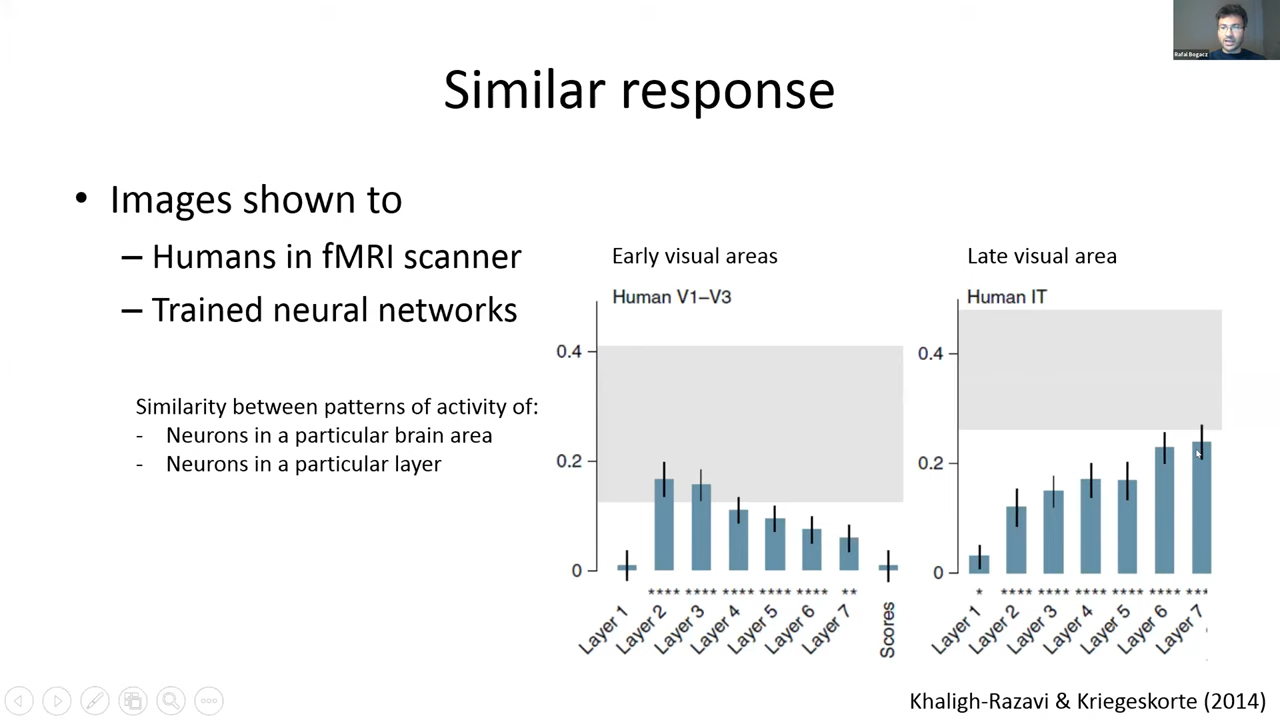 Rafal Bogacz
Similar response
• Images shown to
– Humans in fMRI scanner
– Trained neural networks
Similarity between patterns of activity of:
- Neurons in a particular brain area
- Neurons in a particular layer
Early visual areas
Human V1–V3
0.4
0.2
0
**** **** **** **** **** **
Layer 1
Layer 2
Layer 3
Layer 4
Layer 5
Layer 6
Layer 7
Scores
Late visual area
Human IT
0.4
0.2
0
* **** **** **** **** **** ***
Layer 1
Layer 2
Layer 3
Layer 4
Layer 5
Layer 6
Layer 7
Khaligh-Razavi & Kriegeskorte (2014)